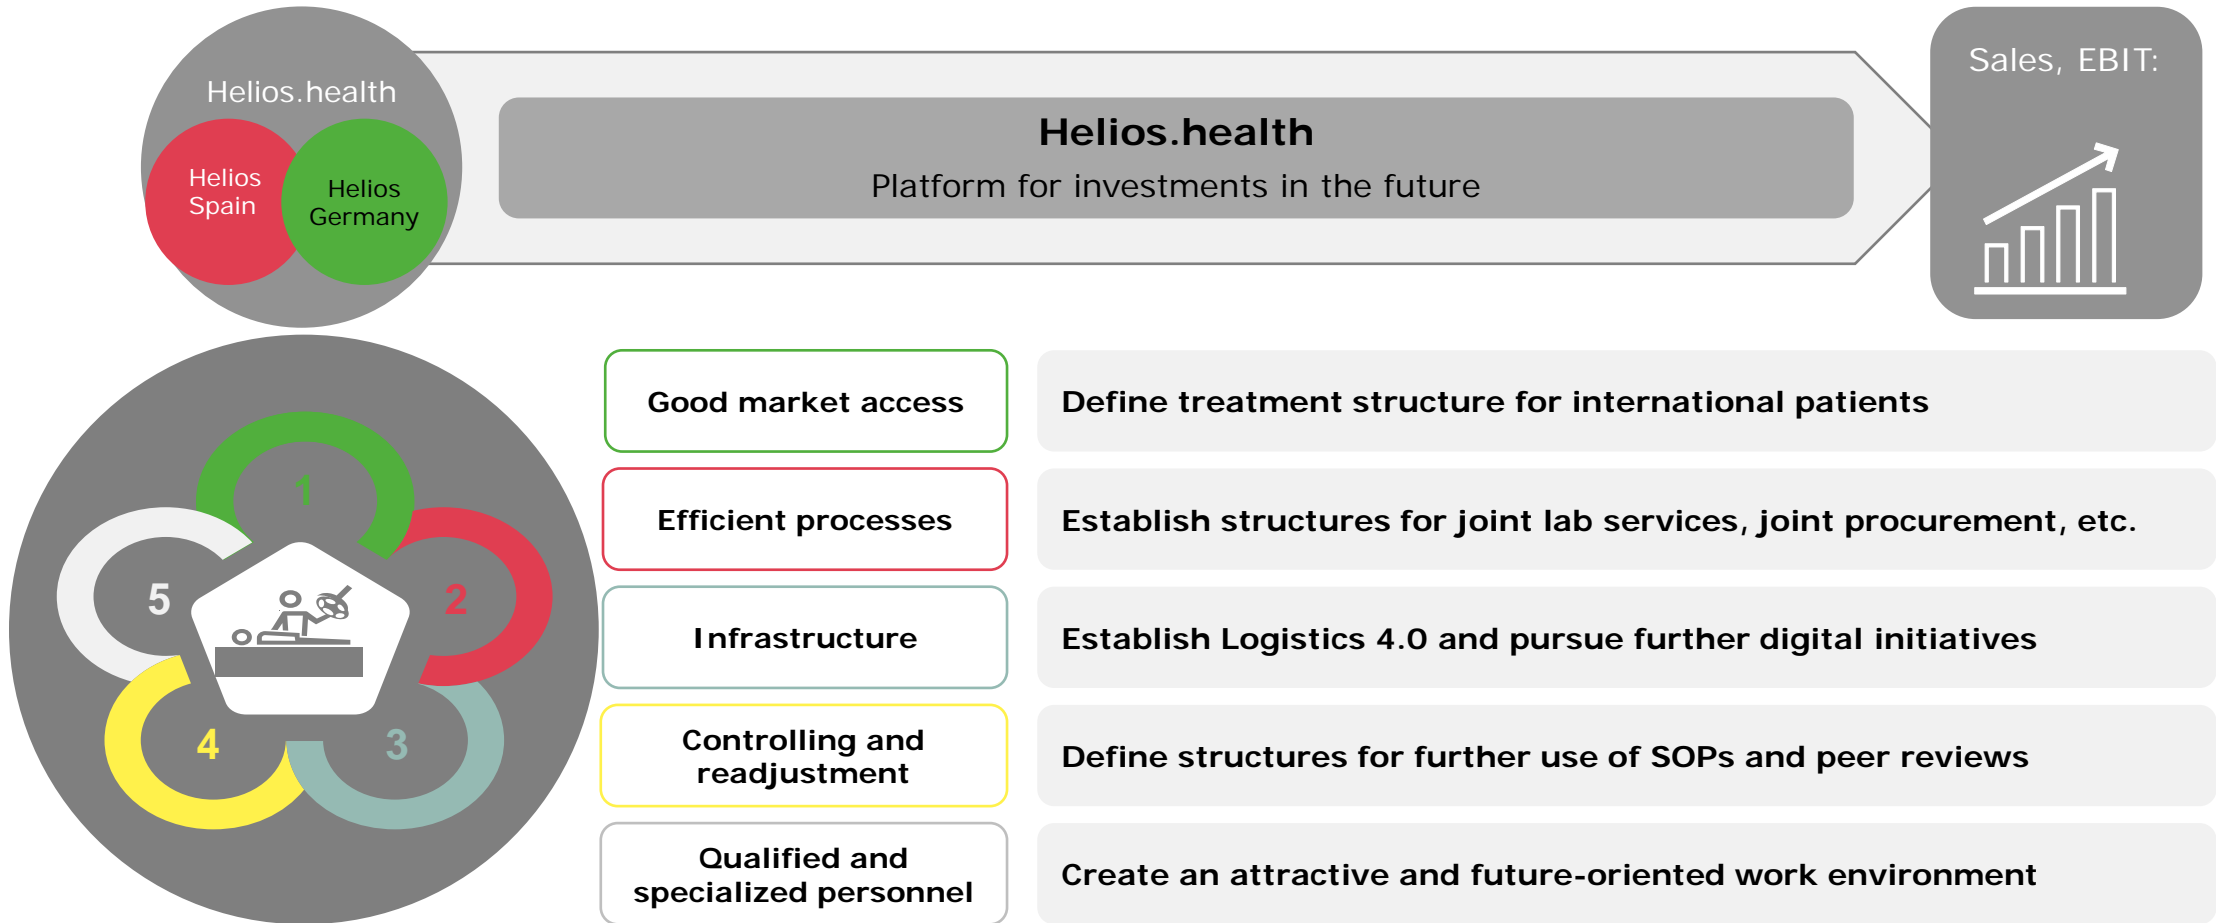 Helios.health
Helios
Spain
Helios
Germany
Helios.health
Platform for investments in the future
Sales, EBIT:
1
2
3
4
5
Good market access
Define treatment structure for international patients
Efficient processes
Establish structures for joint lab services, joint procurement, etc.
Infrastructure
Establish Logistics 4.0 and pursue further digital initiatives
Controlling and
readjustment
Define structures for further use of SOPs and peer reviews
Qualified and
specialized personnel
Create an attractive and future-oriented work environment